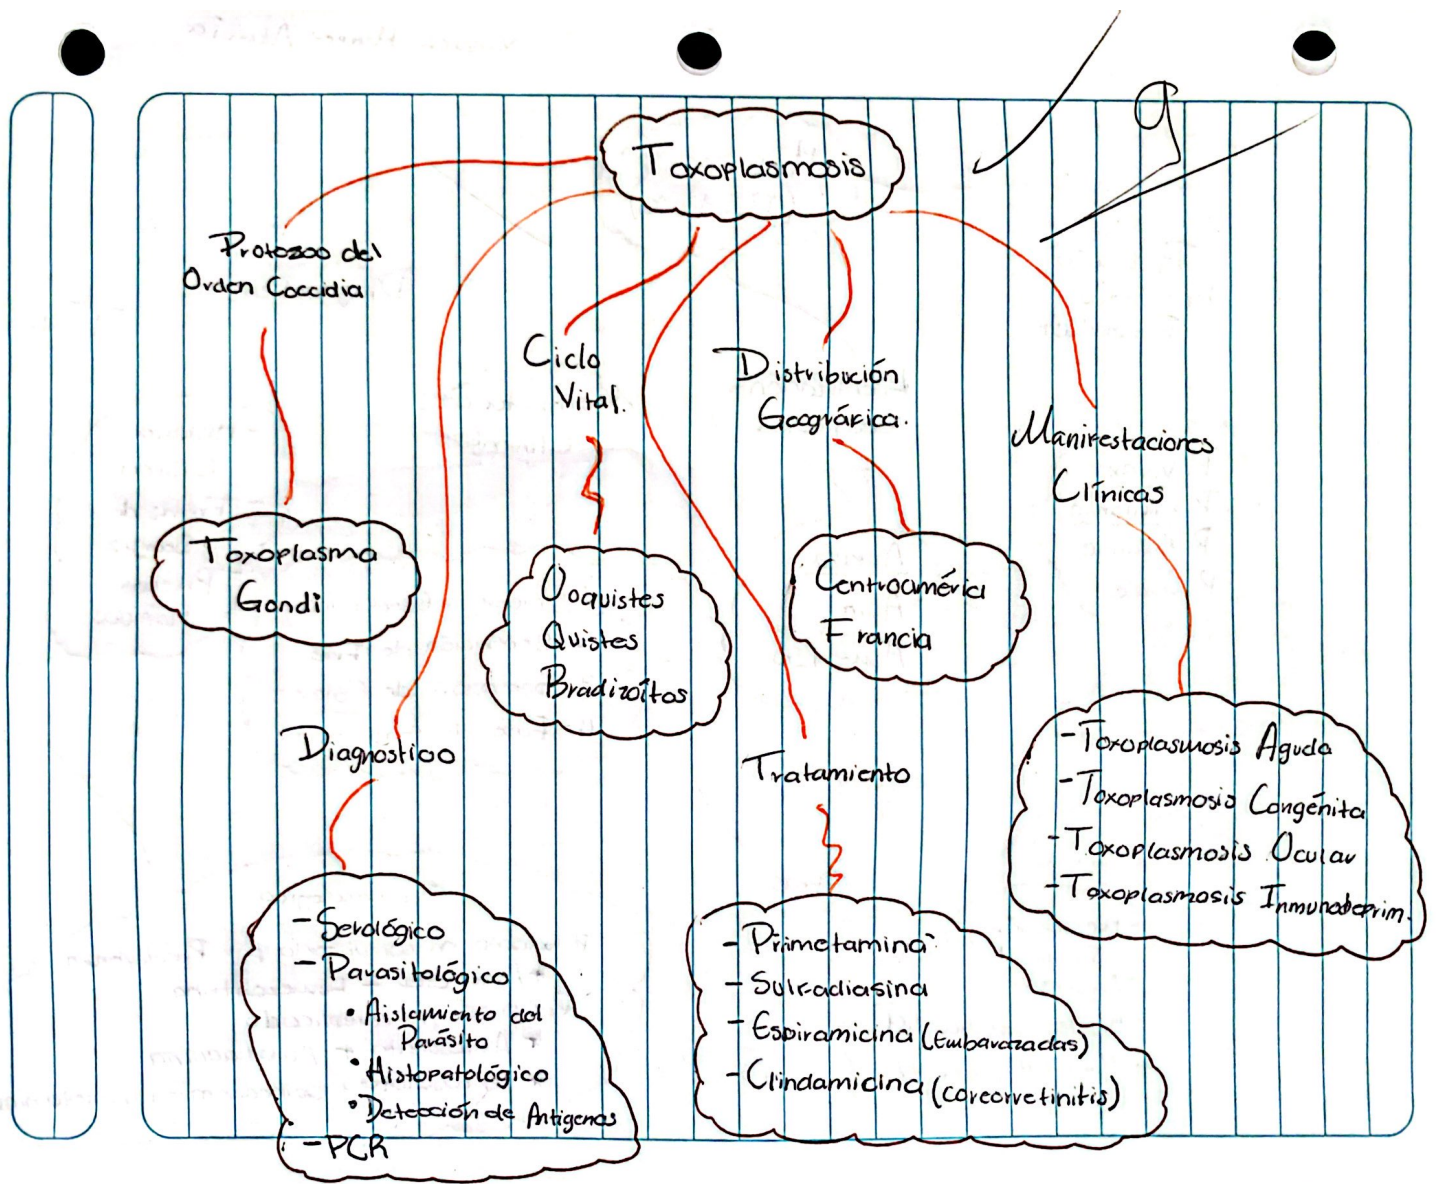 Toxoplasmosis
Protozoo del
Orden Coccidia
Toxoplasma
Gondi
Diagnóstico
- Serológico
- Parasitológico
• Aislamiento del
Parásito
• Histopatológico
• Detección de Antígenos
- PCR
Ciclo
Vital.
Ooquistes
Quistes
Bradizoítos
Tratamiento
- Primetamina
- Sulfadiasina
- Espiramicina (Embarazadas)
- Clindamicina (coreorretinitis)
Distribución
Geográfica.
Centroamérica
Francia
Manifestaciones
Clínicas
- Toxoplasmosis Aguda
- Toxoplasmosis Congénita
- Toxoplasmosis Ocular
- Toxoplasmosis Inmunodeprim.